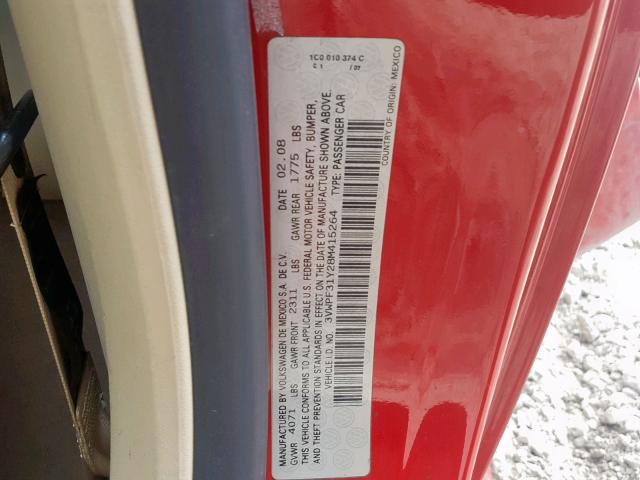 1C0 010 374 C
C 1 / 07
MANUFACTURED BY VOLKSWAGEN DE MEXICO S.A. DE C.V. DATE 02.08
GVWR 4071 LBS GAWR FRONT 2311 LBS GAWR REAR 1775 LBS
THIS VEHICLE CONFORMS TO ALL APPLICABLE U.S. FEDERAL MOTOR VEHICLE SAFETY, BUMPER,
AND THEFT PREVENTION STANDARDS IN EFFECT ON THE DATE OF MANUFACTURE SHOWN ABOVE.
VEHICLE I.D. NO.: 3VWPF31Y28M415264 TYPE: PASSENGER CAR
COUNTRY OF ORIGIN: MEXICO